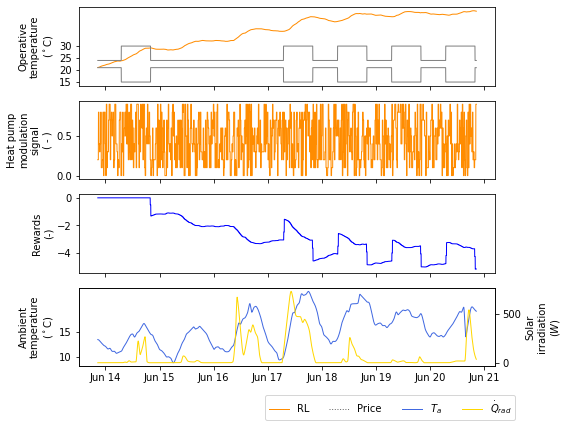 Operative
temperature
(°C)
30
25
20
15
Heat pump
modulation
signal
( - )
0.5
0.0
Rewards
(-)
0
−2
−4
Ambient
temperature
(°C)
15
10
500
0
Solar
irradiation
(W)
Jun 14 Jun 15 Jun 16 Jun 17 Jun 18 Jun 19 Jun 20 Jun 21
RL Price Tₐ Q̇rad